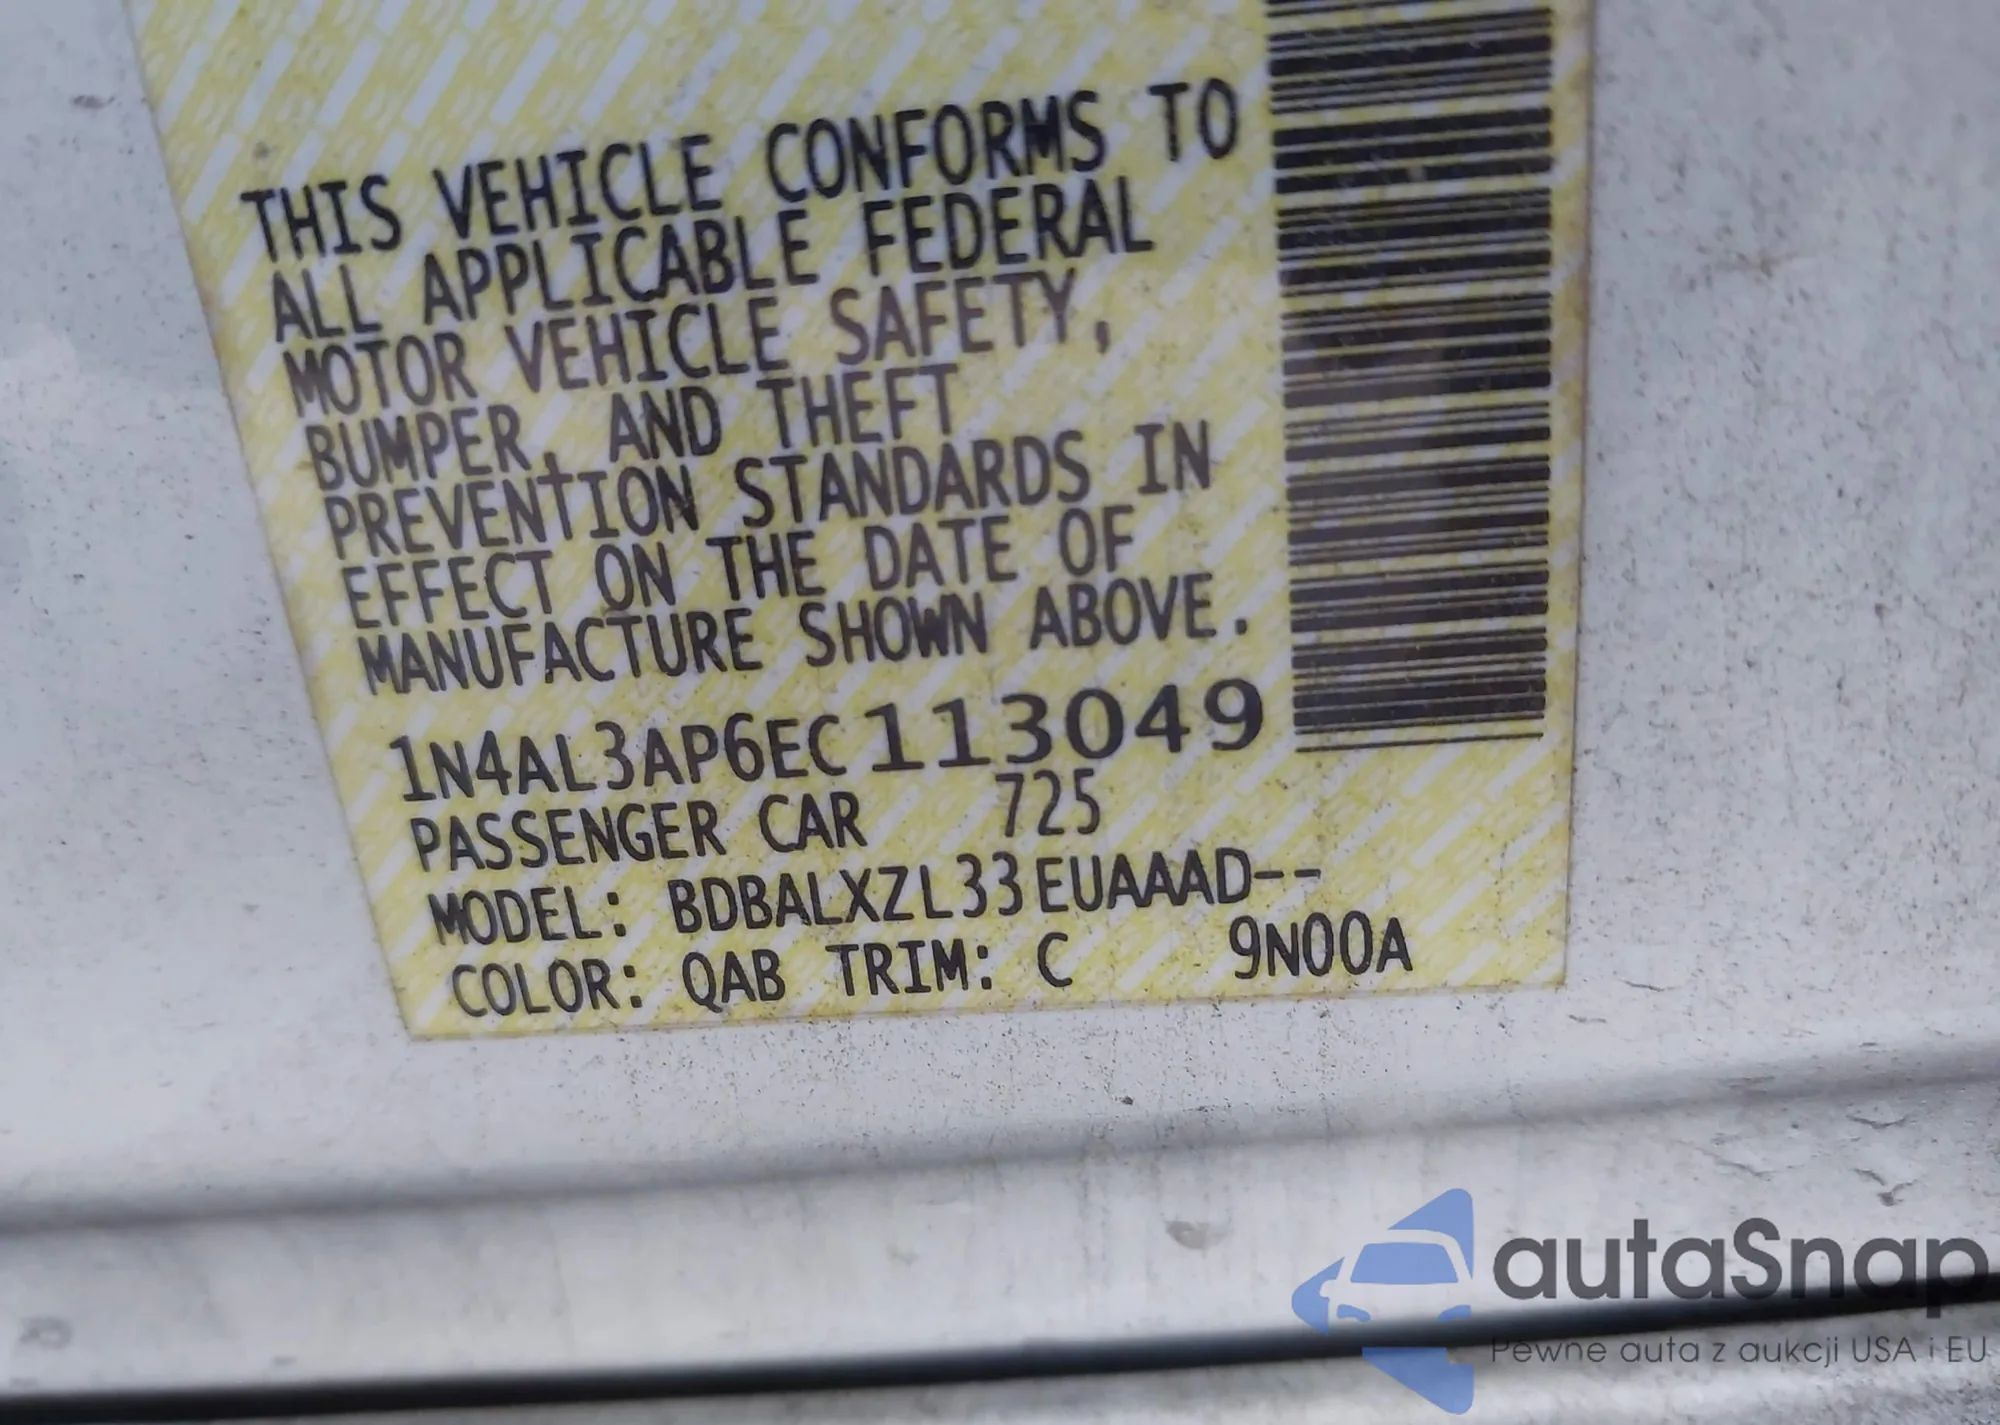 THIS VEHICLE CONFORMS TO
ALL APPLICABLE FEDERAL
MOTOR VEHICLE SAFETY,
BUMPER, AND THEFT
PREVENTION STANDARDS IN
EFFECT ON THE DATE OF
MANUFACTURE SHOWN ABOVE.
1N4AL3AP6EC113049
PASSENGER CAR 725
MODEL: BDBALXZL33EUAAAD--
COLOR: QAB TRIM: C 9N00A
autaSnap
Pewne auta z aukcji USA i EU